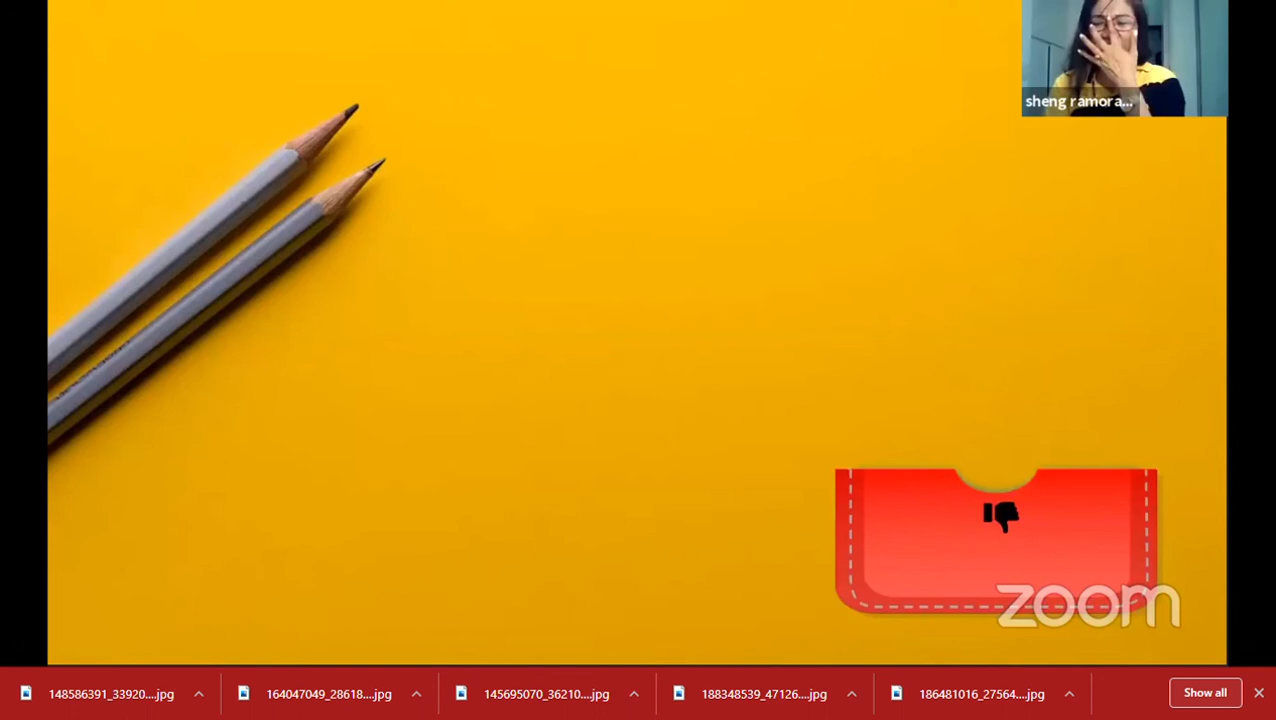 sheng ramora...
zoom
148586391_33920....jpg
164047049_28618....jpg
145695070_36210....jpg
188348539_47126....jpg
186481016_27564....jpg
Show all